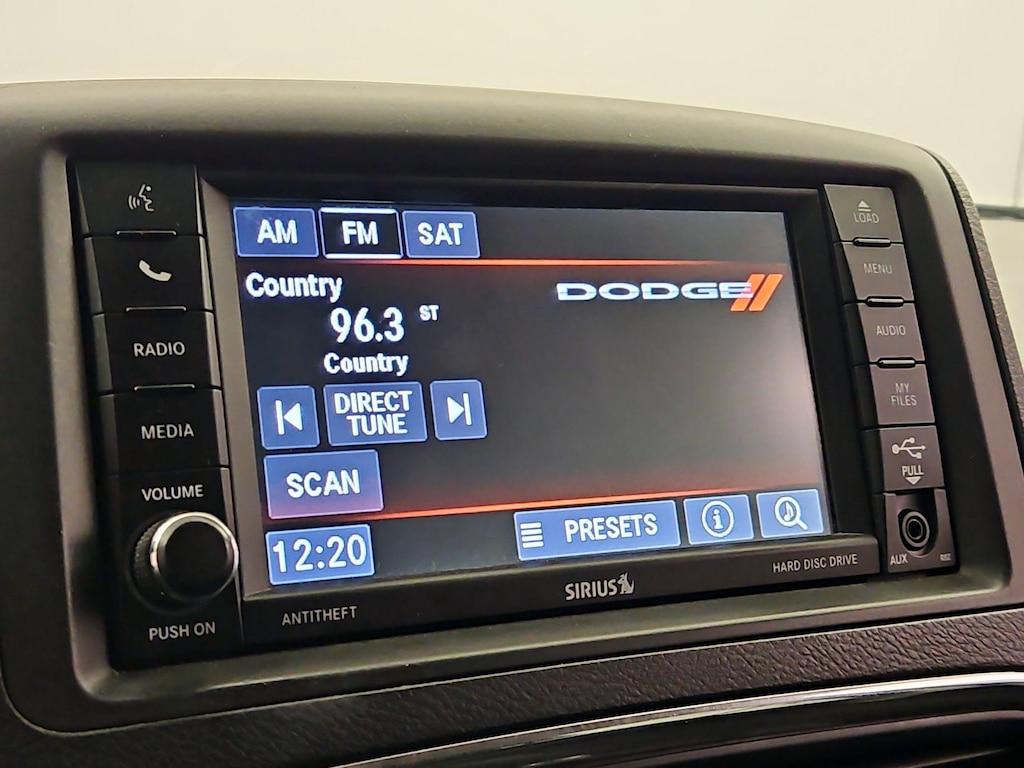 AM FM SAT
Country
DODGE
96.3 ST
Country
DIRECT
TUNE
SCAN
12:20
PRESETS
i
RADIO
MEDIA
VOLUME
PUSH ON
ANTITHEFT
SIRIUS
HARD DISC DRIVE
LOAD
MENU
AUDIO
MY
FILES
PULL
AUX